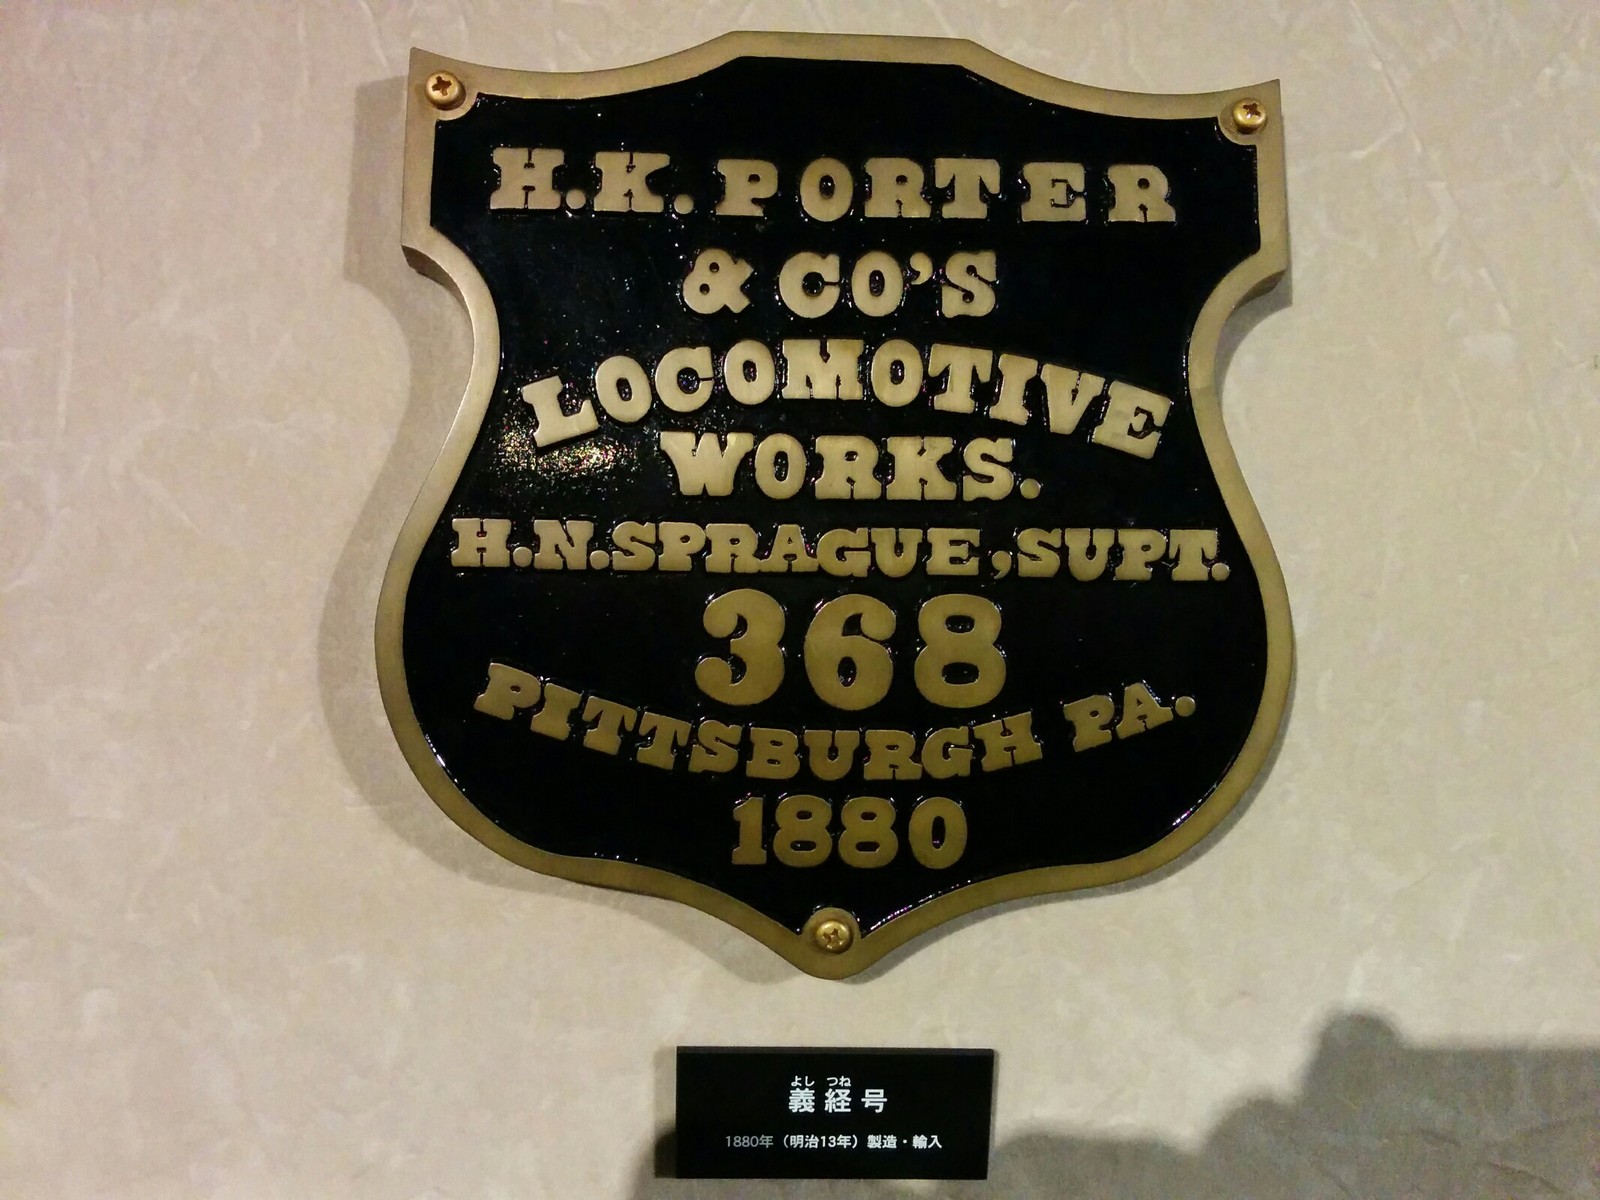 H.K. PORTER
& CO'S
LOCOMOTIVE
WORKS.
H.N.SPRAGUE,SUPT.
368
PITTSBURGH PA.
1880
よし つね
義経号
1880年（明治13年）製造・輸入